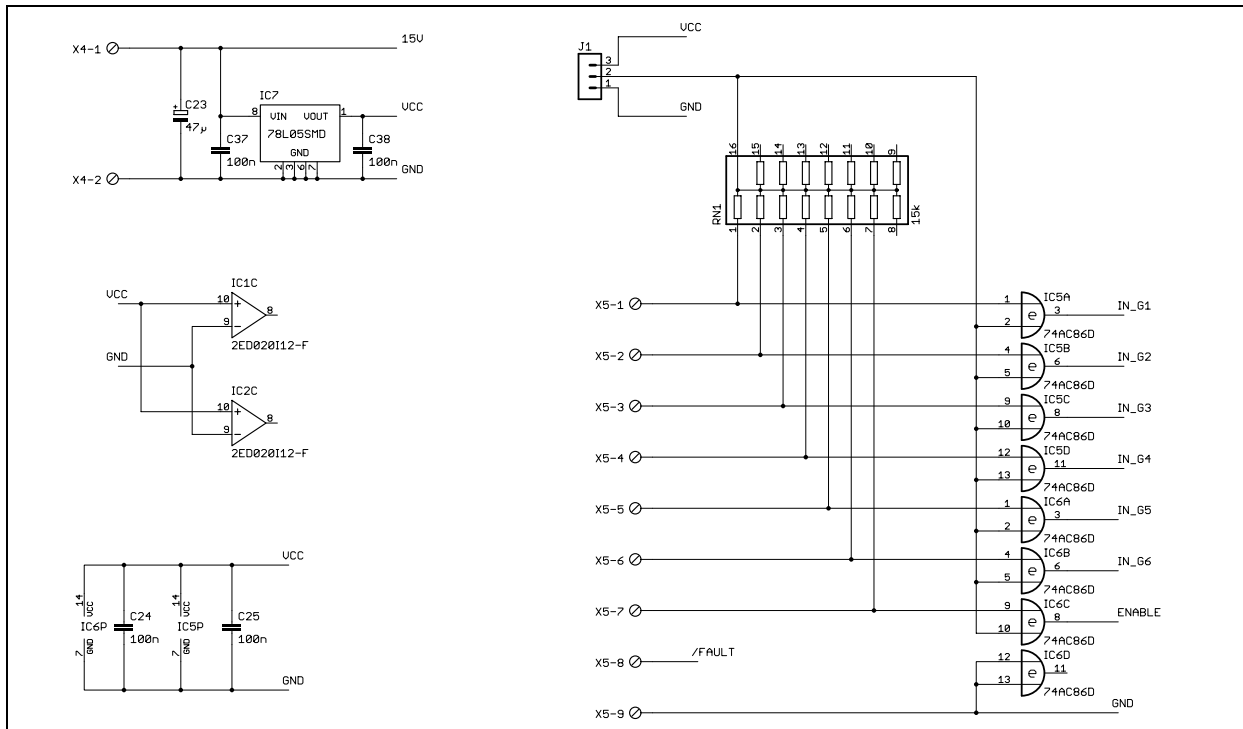 X4-1
15V
+
C23
47µ
C37
100n
IC7
8
VIN
VOUT
1
78L05SMD
GND
2
3
6
7
VCC
C38
100n
X4-2
GND
VCC
IC1C
10
+
9
-
8
2ED020I12-F
GND
IC2C
10
+
9
-
8
2ED020I12-F
VCC
14
VCC
IC6P
GND
7
C24
100n
14
VCC
IC5P
GND
7
C25
100n
GND
J1
3
2
1
VCC
GND
16
15
14
13
12
11
10
9
RN1
15k
1
2
3
4
5
6
7
8
X5-1
1
2
IC5A
e
3
74AC86D
IN_G1
X5-2
4
5
IC5B
e
6
74AC86D
IN_G2
X5-3
9
10
IC5C
e
8
74AC86D
IN_G3
X5-4
12
13
IC5D
e
11
74AC86D
IN_G4
X5-5
1
2
IC6A
e
3
74AC86D
IN_G5
X5-6
4
5
IC6B
e
6
74AC86D
IN_G6
X5-7
9
10
IC6C
e
8
74AC86D
ENABLE
X5-8
/FAULT
12
13
IC6D
e
11
74AC86D
X5-9
GND